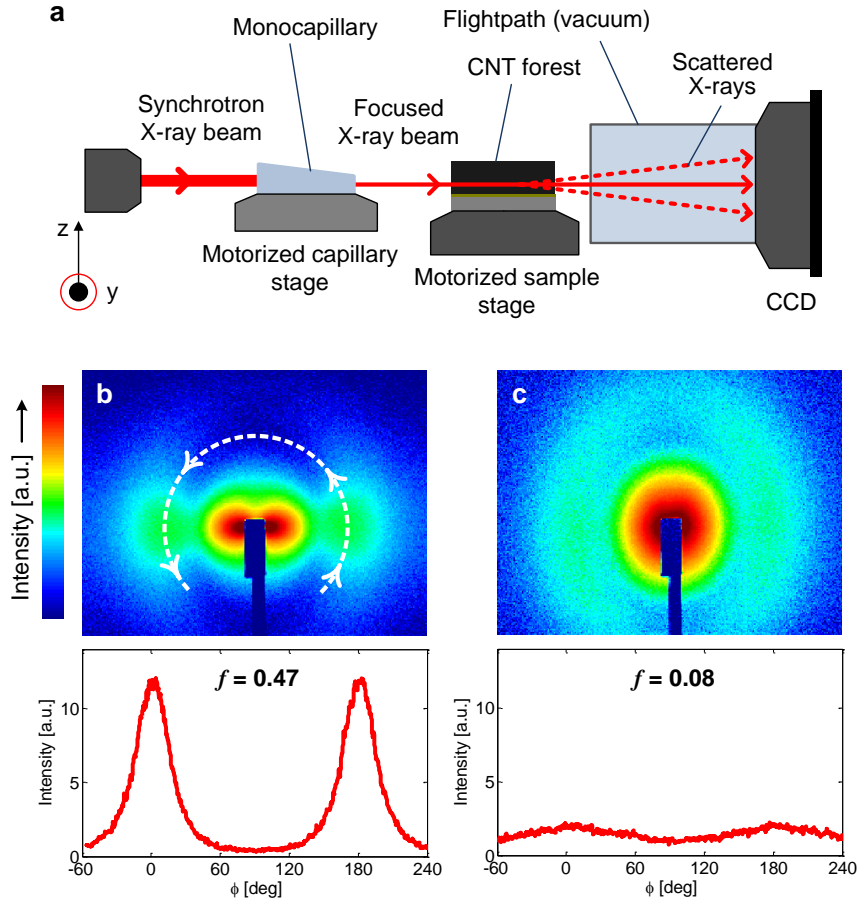 a
Monocapillary
Flightpath (vacuum)
CNT forest
Scattered
X-rays
Synchrotron
X-ray beam
Focused
X-ray beam
z
y
Motorized capillary
stage
Motorized sample
stage
CCD
Intensity [a.u.]
b
c
f = 0.47
Intensity [a.u.]
10
5
0
-60 0 60 120 180 240
ϕ [deg]
f = 0.08
Intensity [a.u.]
10
5
0
-60 0 60 120 180 240
ϕ [deg]